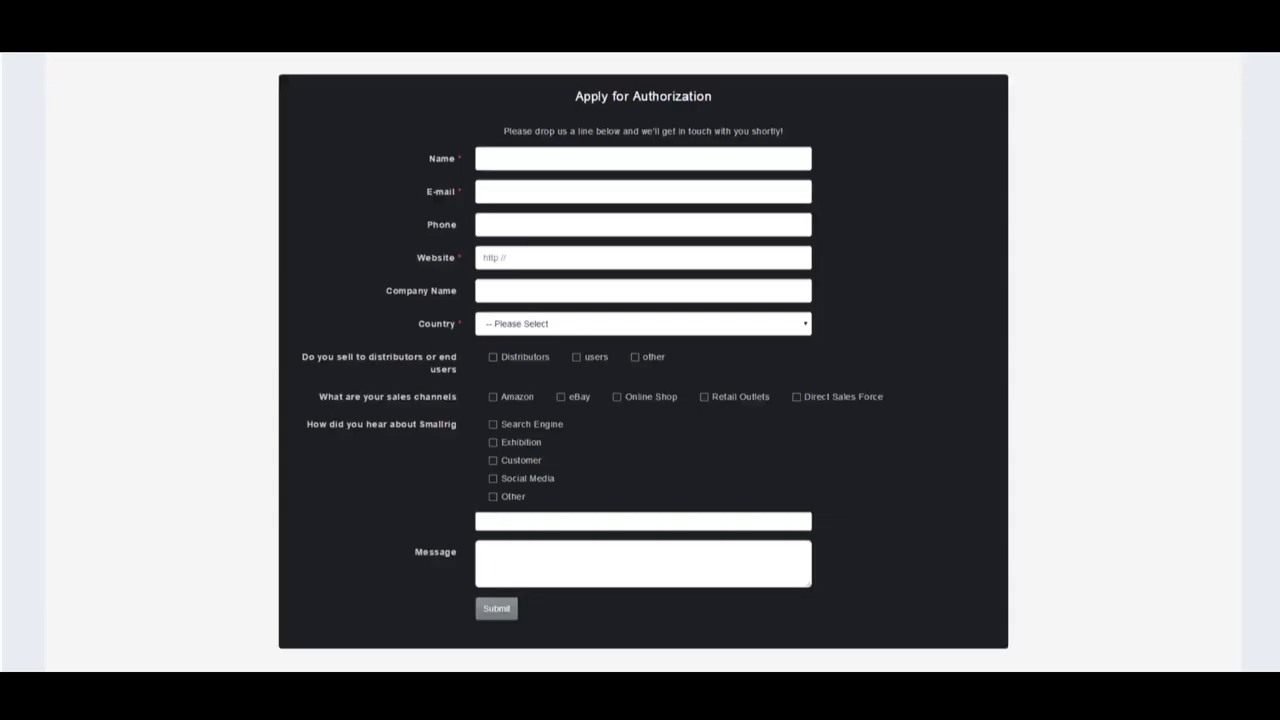 Apply for Authorization
Please drop us a line below and we'll get in touch with you shortly!
Name *
E-mail *
Phone
Website *
http://
Company Name
Country *
-- Please Select
Do you sell to distributors or end
users
Distributors users other
What are your sales channels
Amazon eBay Online Shop Retail Outlets Direct Sales Force
How did you hear about Smallrig
Search Engine
Exhibition
Customer
Social Media
Other
Message
Submit